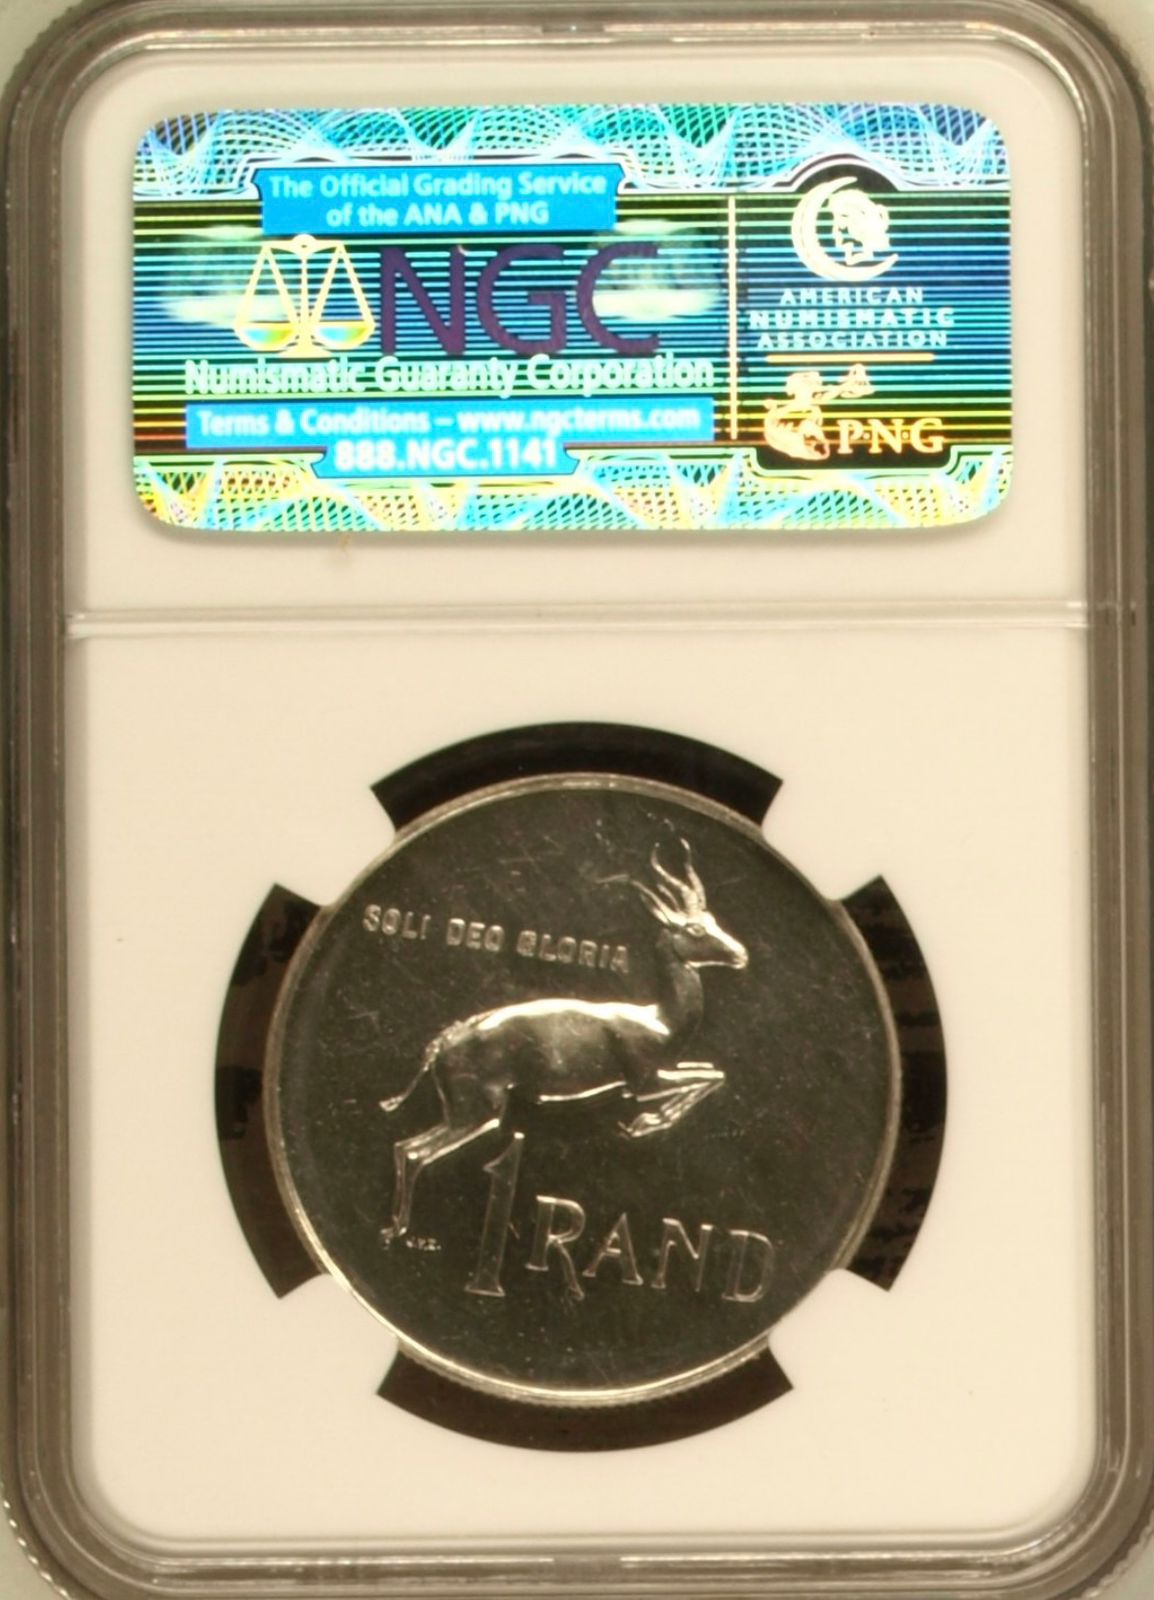 The Official Grading Service
of the ANA & PNG
NGC
Numismatic Guaranty Corporation
Terms & Conditions – www.ngcterms.com
888.NGC.1141
AMERICAN
NUMISMATIC
ASSOCIATION
P·N·G
SOLI DEO GLORIA
1 RAND